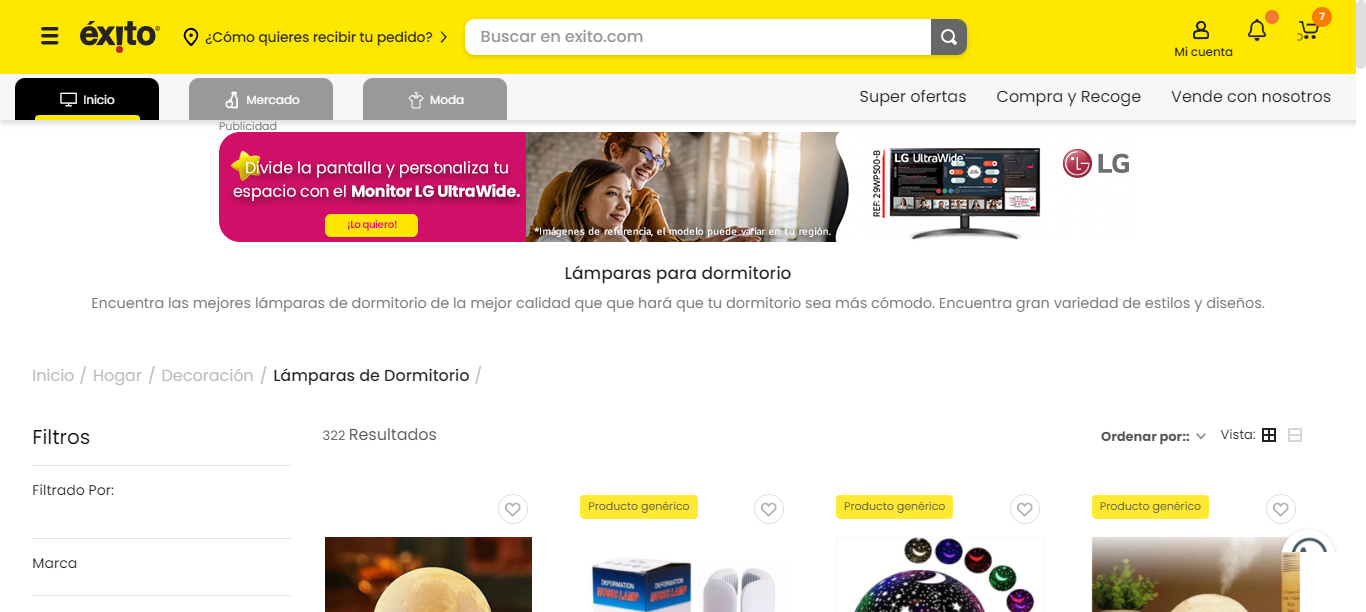 éxito
¿Cómo quieres recibir tu pedido?
Buscar en exito.com
Mi cuenta
7
Inicio
Mercado
Moda
Super ofertas
Compra y Recoge
Vende con nosotros
Publicidad
Divide la pantalla y personaliza tu
espacio con el Monitor LG UltraWide.
¡Lo quiero!
*Imágenes de referencia, el modelo puede variar en tu región.
REF: 29WP500-B
LG UltraWide
LG
Lámparas para dormitorio
Encuentra las mejores lámparas de dormitorio de la mejor calidad que que hará que tu dormitorio sea más cómodo. Encuentra gran variedad de estilos y diseños.
Inicio / Hogar / Decoración / Lámparas de Dormitorio /
Filtros
322 Resultados
Ordenar por::
Vista:
Filtrado Por:
Marca
Producto genérico
Producto genérico
Producto genérico
DEFORMATION
MUSIC LAMP
DEFORMATION
MUSIC LAMP